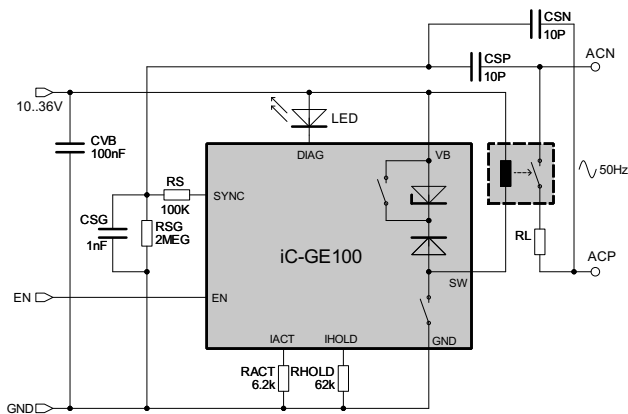 CSN
10P
CSP
10P
ACN
10..36V
LED
CVB
100nF
DIAG
VB
50Hz
RS
100K
SYNC
CSG
1nF
RSG
2MEG
iC-GE100
RL
SW
ACP
EN
EN
IACT
IHOLD
GND
RACT
6.2k
RHOLD
62k
GND